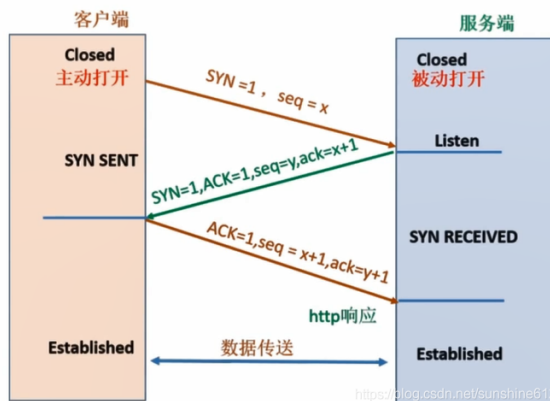 客户端
服务端
Closed
主动打开
Closed
被动打开
SYN =1 ， seq = x
Listen
SYN SENT
SYN=1,ACK=1,seq=y,ack=x+1
ACK=1,seq = x+1,ack=y+1
SYN RECEIVED
http响应
Established
数据传送
Established
https://blog.csdn.net/sunshine61